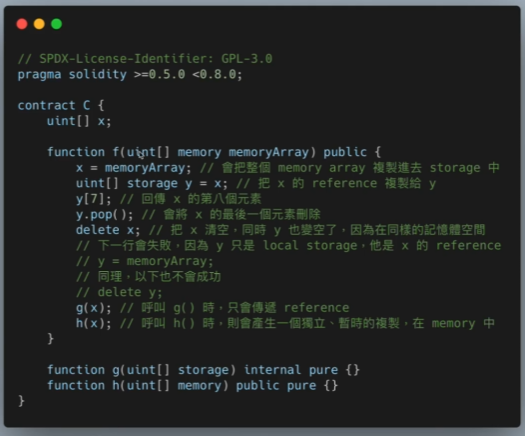 // SPDX-License-Identifier: GPL-3.0
pragma solidity >=0.5.0 <0.8.0;
contract C {
uint[] x;
function f(uint[] memory memoryArray) public {
x = memoryArray; // 會把整個 memory array 複製進去 storage 中
uint[] storage y = x; // 把 x 的 reference 複製給 y
y[7]; // 回傳 x 的第八個元素
y.pop(); // 會將 x 的最後一個元素刪除
delete x; // 把 x 清空，同時 y 也變空了，因為在同樣的記憶體空間
// 下一行會失敗，因為 y 只是 local storage，他是 x 的 reference
// y = memoryArray;
// 同理，以下也不會成功
// delete y;
g(x); // 呼叫 g() 時，只會傳遞 reference
h(x); // 呼叫 h() 時，則會產生一個獨立、暫時的複製，在 memory 中
}
function g(uint[] storage) internal pure {}
function h(uint[] memory) public pure {}
}